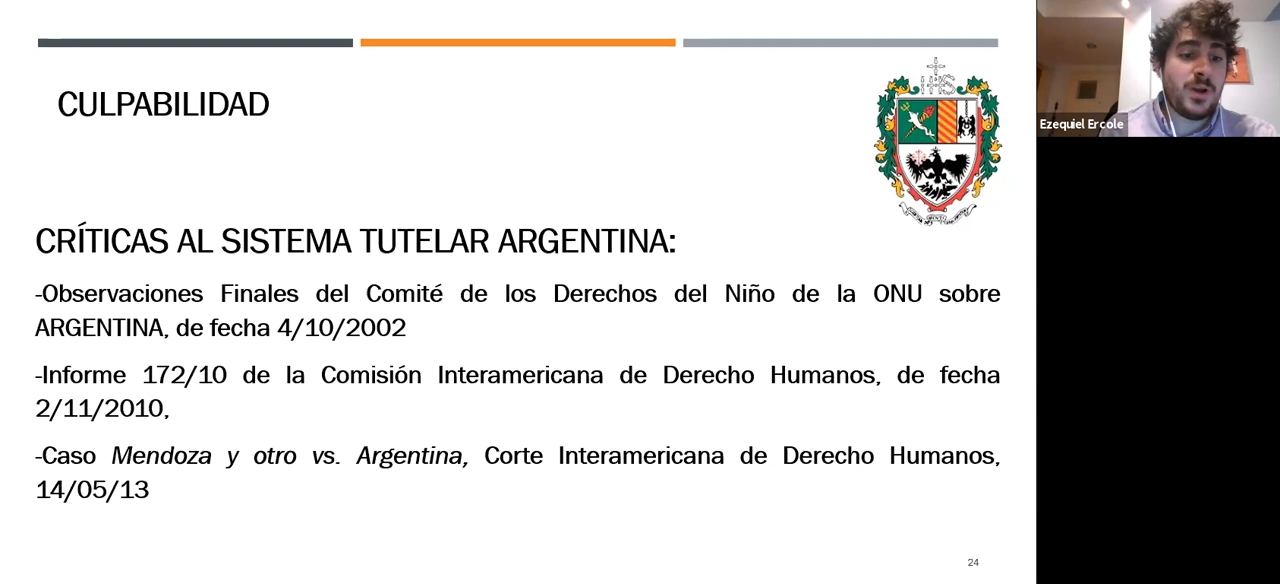 CULPABILIDAD
CRÍTICAS AL SISTEMA TUTELAR ARGENTINA:
-Observaciones Finales del Comité de los Derechos del Niño de la ONU sobre
ARGENTINA, de fecha 4/10/2002
-Informe 172/10 de la Comisión Interamericana de Derecho Humanos, de fecha
2/11/2010,
-Caso Mendoza y otro vs. Argentina, Corte Interamericana de Derecho Humanos,
14/05/13
24
IHS
Ezequiel Ercole